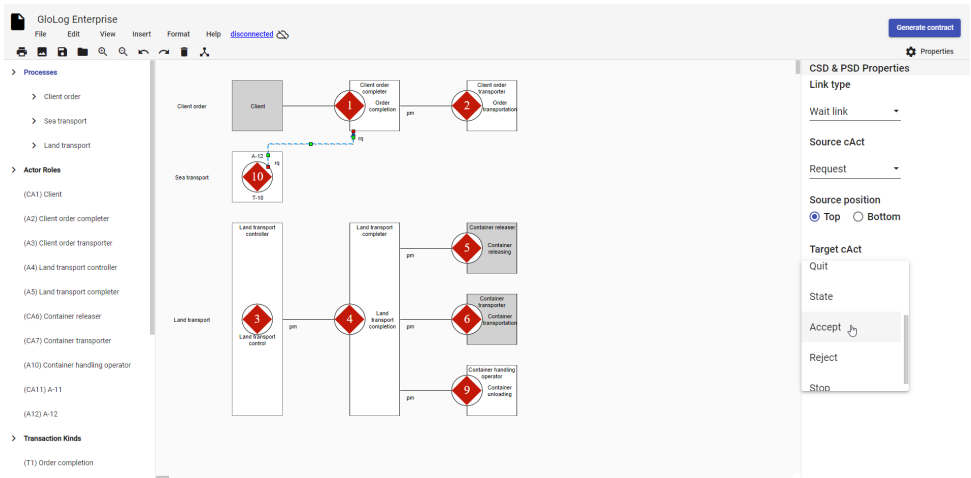 GloLog Enterprise
File Edit View Insert Format Help disconnected
Generate contract
Properties
Processes
Client order
Sea transport
Land transport
Actor Roles
(CA1) Client
(A2) Client order completer
(A3) Client order transporter
(A4) Land transport controller
(A5) Land transport completer
(CA6) Container releaser
(CA7) Container transporter
(A10) Container handling operator
(CA11) A-11
(A12) A-12
Transaction Kinds
(T1) Order completion
Client order
Client
Client order
completer
1
Order
completion
pm
Client order
transporter
2
Order
transportation
rq
Sea transport
A-12
rq
10
T-10
Land transport
Land transport
controller
3
Land transport
control
pm
Land transport
completer
4
Land
transport
completion
pm
Container releaser
5
Container
releasing
pm
Container
transporter
6
Container
transportation
pm
Container handling
operator
9
Container
unloading
CSD & PSD Properties
Link type
Wait link
Source cAct
Request
Source position
Top Bottom
Target cAct
Quit
State
Accept
Reject
Stop